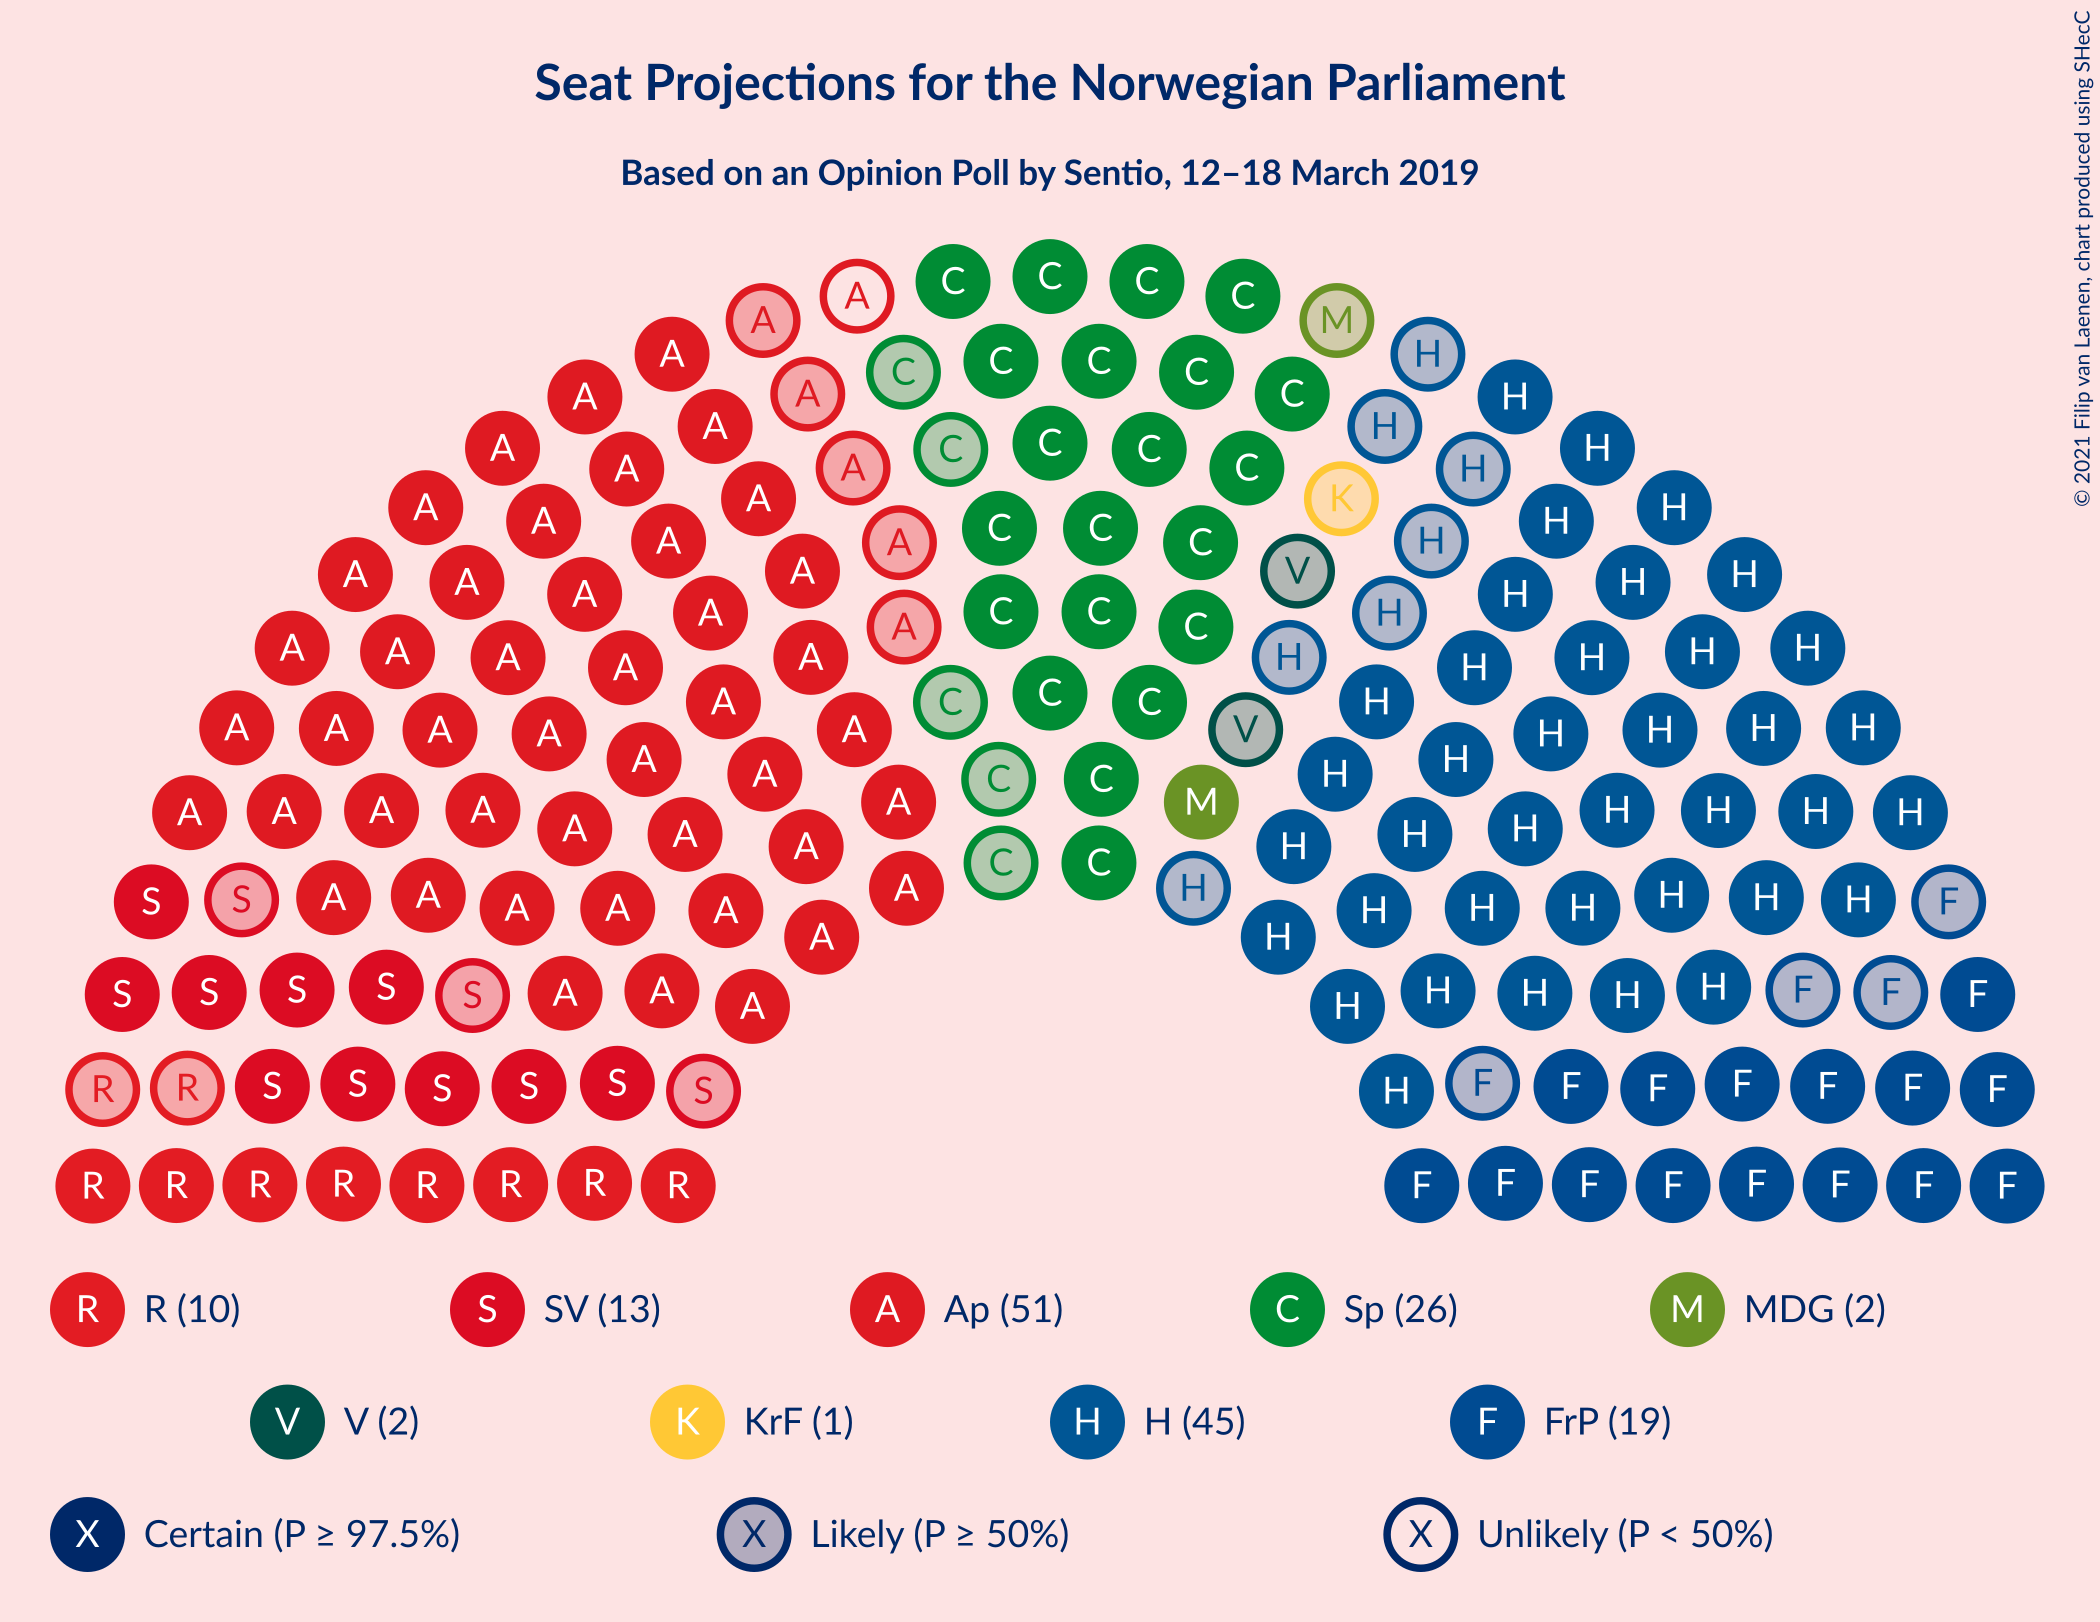 Seat Projections for the Norwegian Parliament
Based on an Opinion Poll by Sentio, 12–18 March 2019
© 2021 Filip van Laenen, chart produced using SHecC
A A C C C C M H
A A A C C C C C H H H
A A A A C C C C K H H H
A A A A A C C C V H H H
A A A A A A C C C H H H H H
A A A A A A C C C V H H H H H H
A A A A A A A C C M H H H H H H
A A A A A A A A C C H H H H H H H H
S S A A A A A A H H H H H H H F
S S S S S A A A H H H H H F F F
R R S S S S S S H F F F F F F F
R R R R R R R R F F F F F F F F
R R (10) S SV (13) A Ap (51) C Sp (26) M MDG (2)
V V (2) K KrF (1) H H (45) F FrP (19)
X Certain (P ≥ 97.5%) X Likely (P ≥ 50%) X Unlikely (P < 50%)